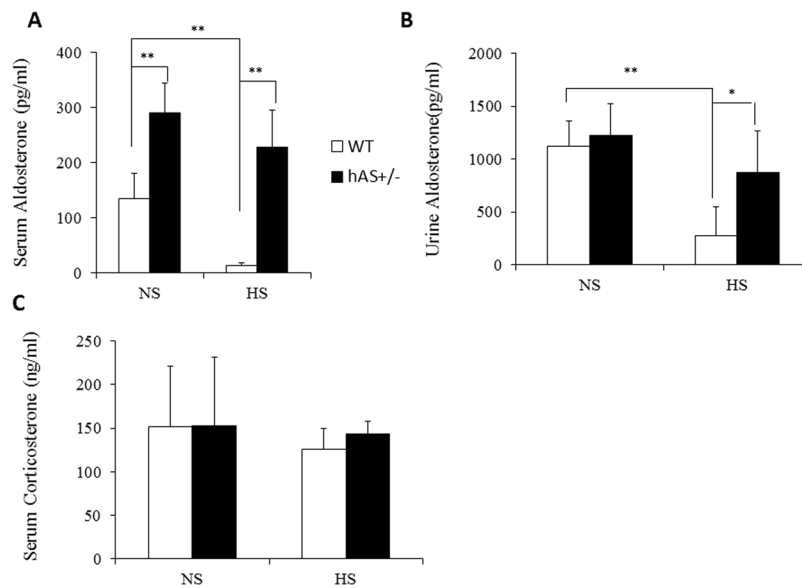 A
Serum Aldosterone (pg/ml)
400
300
200
100
0
**
**
**
NS
HS
WT
hAS+/-
B
Urine Aldosterone(pg/ml)
2000
1500
1000
500
0
**
*
NS
HS
C
Serum Corticosterone (ng/ml)
250
200
150
100
50
0
NS
HS